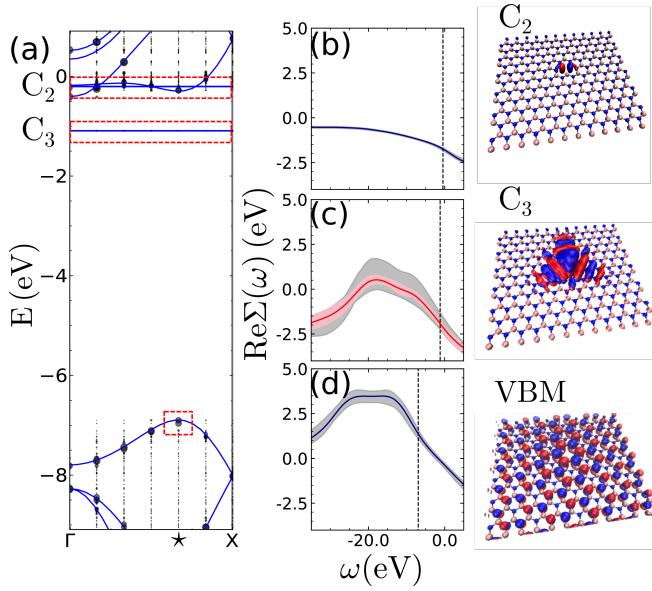 (a)
E (eV)
0
−2
−4
−6
−8
C₂
C₃
Γ
★
X
ReΣ(ω) (eV)
(b)
5.0
2.5
0.0
-2.5
C₂
(c)
5.0
2.5
0.0
-2.5
C₃
(d)
5.0
2.5
0.0
-2.5
VBM
-20.0
0.0
ω(eV)